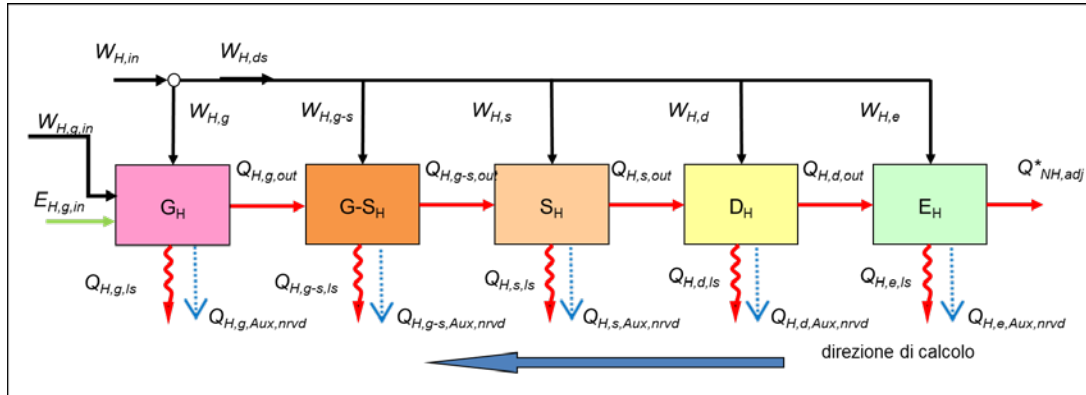 W_H,in W_H,ds
W_H,g W_H,g-s W_H,s W_H,d W_H,e
W_H,g,in
Q_H,g,out Q_H,g-s,out Q_H,s,out Q_H,d,out Q*_NH,adj
E_H,g,in
G_H G-S_H S_H D_H E_H
Q_H,g,ls Q_H,g-s,ls Q_H,s,ls Q_H,d,ls Q_H,e,ls
Q_H,g,Aux,nrvd Q_H,g-s,Aux,nrvd Q_H,s,Aux,nrvd Q_H,d,Aux,nrvd Q_H,e,Aux,nrvd
direzione di calcolo